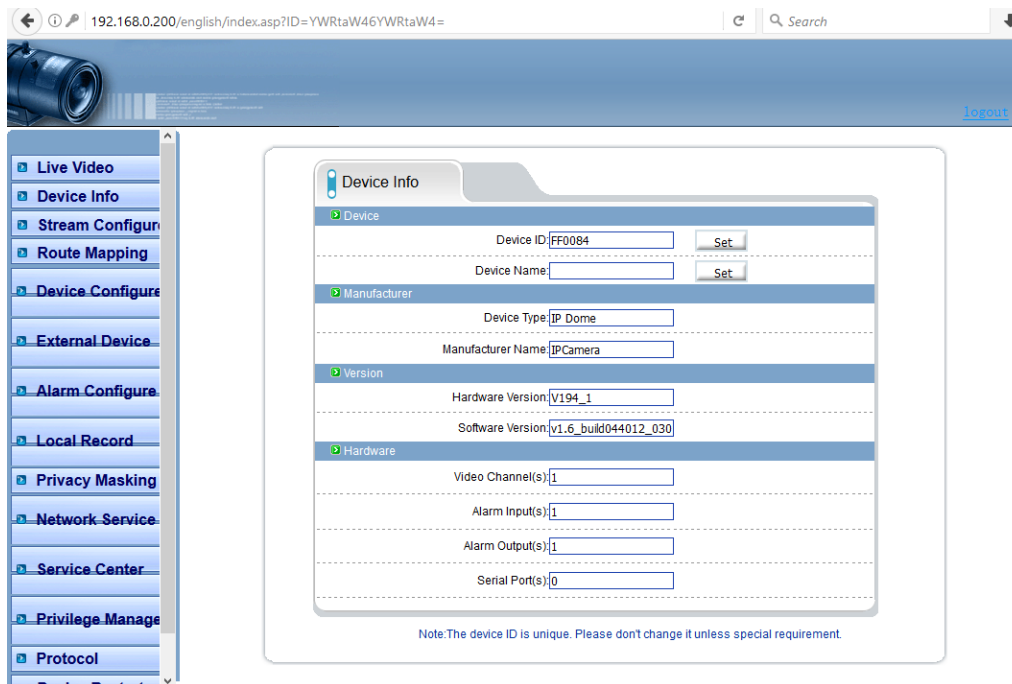 192.168.0.200/english/index.asp?ID=YWRtaW46YWRtaW4=
Search
logout
Live Video
Device Info
Stream Configure
Route Mapping
Device Configure
External Device
Alarm Configure
Local Record
Privacy Masking
Network Service
Service Center
Privilege Manage
Protocol
Device Info
Device
Device ID:FF0084 Set
Device Name: Set
Manufacturer
Device Type:IP Dome
Manufacturer Name:IPCamera
Version
Hardware Version:V194_1
Software Version:v1.6_build044012_030
Hardware
Video Channel(s):1
Alarm Input(s):1
Alarm Output(s):1
Serial Port(s):0
Note:The device ID is unique. Please don't change it unless special requirement.